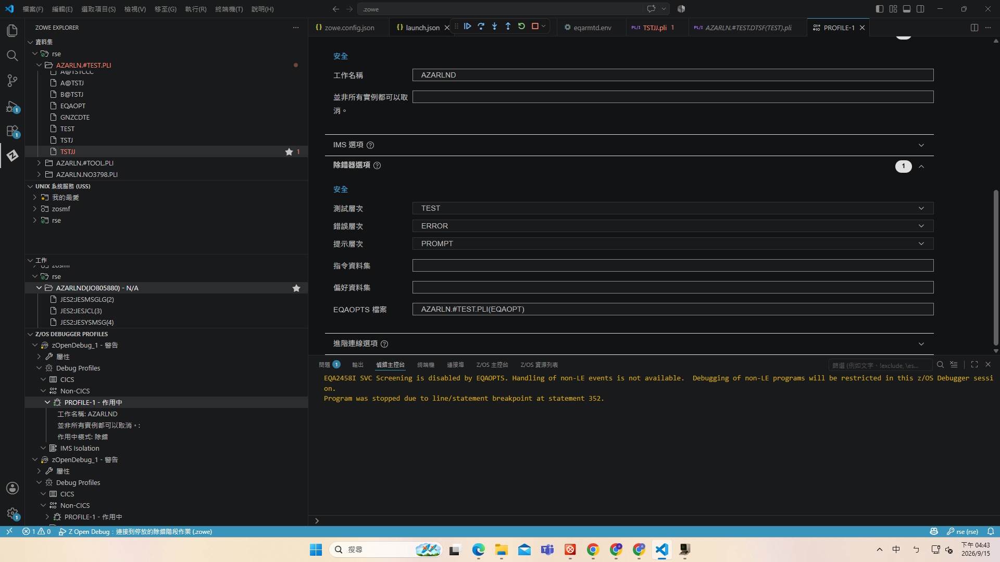 檔案(F) 編輯(E) 選取項目(S) 檢視(V) 移至(G) 執行(R) 終端機(T) 說明(H)
.zowe
ZOWE EXPLORER
資料集
rse
AZARLN.#TEST.PLI
A@TSTCCC
A@TSTJ
B@TSTJ
EQAOPT
GNZCDTE
TEST
TSTJ
TSTJJ 1
AZARLN.#TOOL.PLI
AZARLN.NO3798.PLI
UNIX 系統服務 (USS)
我的最愛
zosmf
rse
工作
zosmf
rse
AZARLND(JOB05880) - N/A
JES2:JESMSGLG(2)
JES2:JESJCL(3)
JES2:JESYSMSG(4)
Z/OS DEBUGGER PROFILES
zOpenDebug_1 - 警告
屬性
Debug Profiles
CICS
Non-CICS
PROFILE-1 - 作用中
工作名稱: AZARLND
並非所有實例都可以取消。:
作用中模式: 除錯
IMS Isolation
zOpenDebug_1 - 警告
屬性
Debug Profiles
CICS
Non-CICS
PROFILE-1 - 作用中
zowe.config.json launch.json eqarmtd.env TSTJJ.pli 1 AZARLN.#TEST.DTSF(TEST).pli PROFILE-1
安全
工作名稱 AZARLND
並非所有實例都可以取
消。
IMS 選項
除錯器選項 1
安全
測試層次 TEST
錯誤層次 ERROR
提示層次 PROMPT
指令資料集
偏好資料集
EQAOPTS 檔案 AZARLN.#TEST.PLI(EQAOPT)
進階連線選項
問題 1 輸出 偵錯主控台 終端機 連接埠 Z/OS 主控台 Z/OS 資源列表 篩選 (例如文字、!exclude, \es...
EQA2458I SVC Screening is disabled by EQAOPTS. Handling of non-LE events is not available.  Debugging of non-LE programs will be restricted in this z/OS Debugger sessi
on.
Program was stopped due to line/statement breakpoint at statement 352.
1 0 Z Open Debug：連接到停放的除錯階段作業 (.zowe) rse (rse)
搜尋
中 ㄅ
下午 04:43
2026/9/15